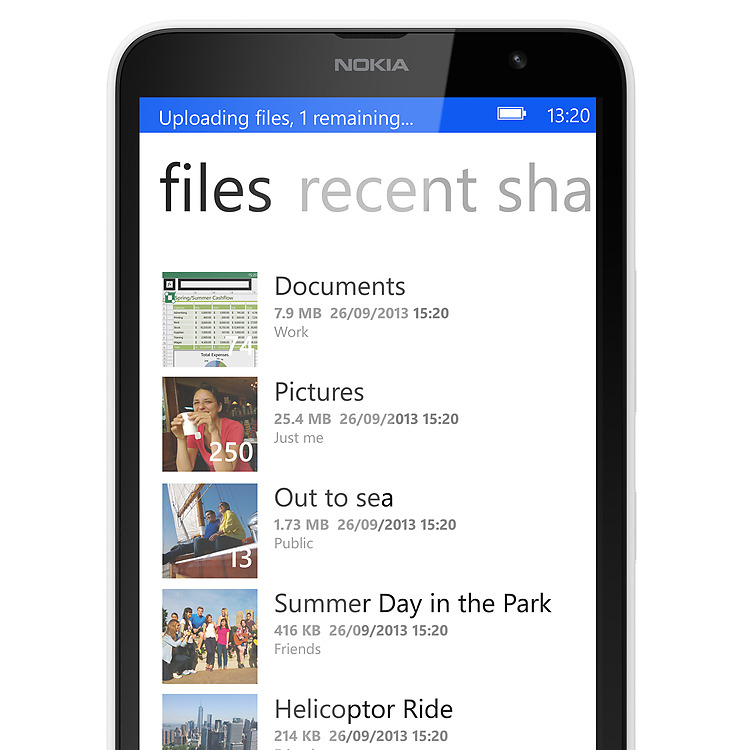 NOKIA
Uploading files, 1 remaining...
13:20
files recent sha
Spring/Summer Cashflow
Total Expenses
74
Documents
7.9 MB 26/09/2013 15:20
Work
250
Pictures
25.4 MB 26/09/2013 15:20
Just me
13
Out to sea
1.73 MB 26/09/2013 15:20
Public
Summer Day in the Park
416 KB 26/09/2013 15:20
Friends
Helicoptor Ride
214 KB 26/09/2013 15:20